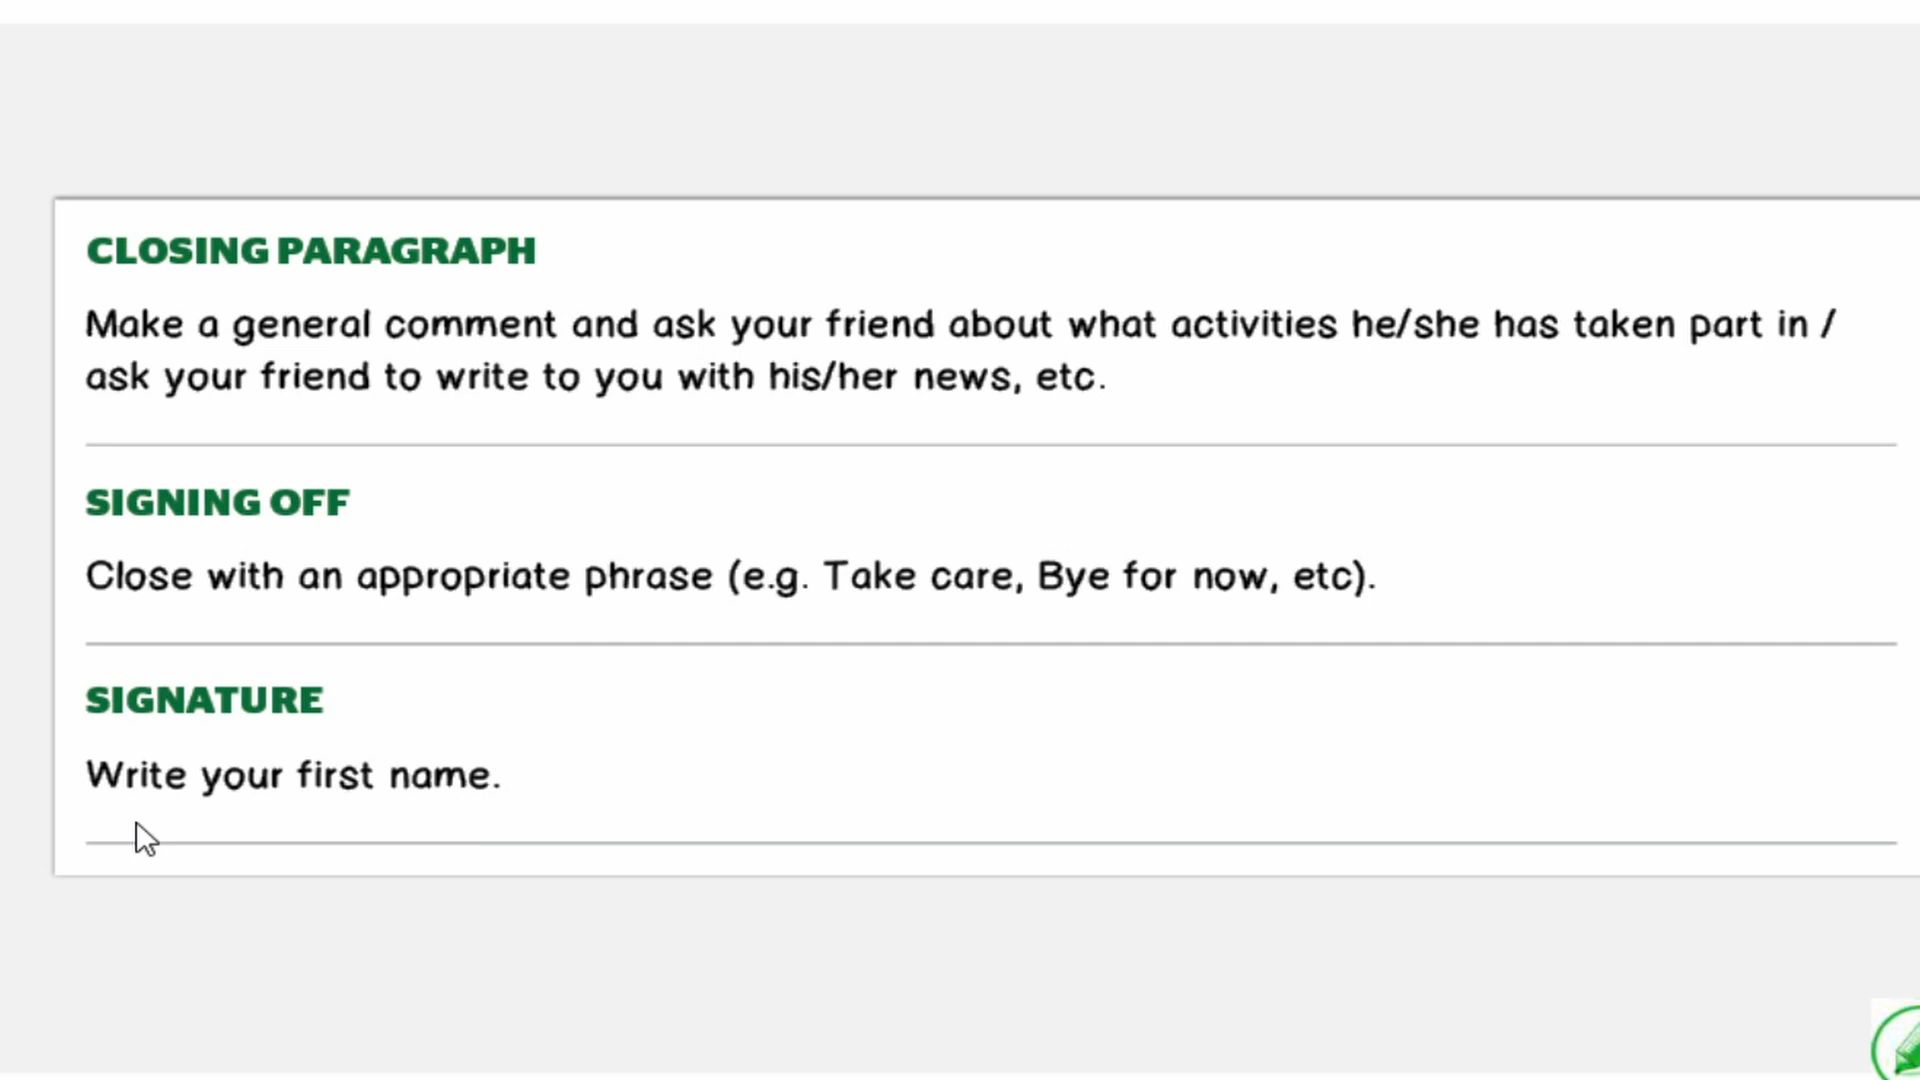 CLOSING PARAGRAPH
Make a general comment and ask your friend about what activities he/she has taken part in /
ask your friend to write to you with his/her news, etc.
SIGNING OFF
Close with an appropriate phrase (e.g. Take care, Bye for now, etc).
SIGNATURE
Write your first name.